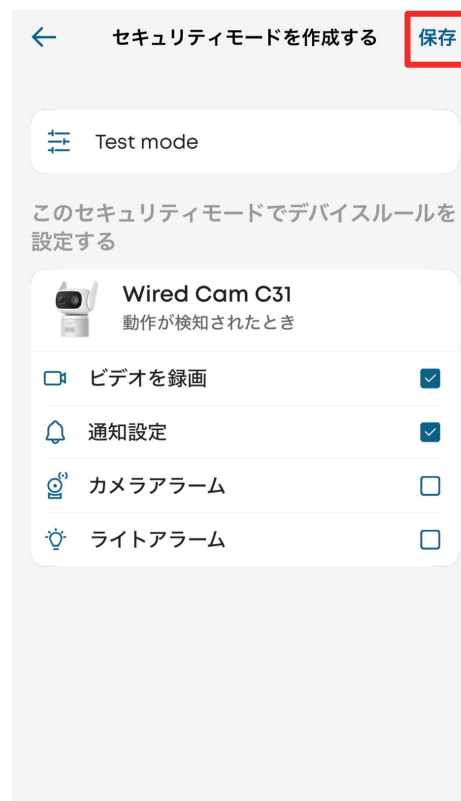 セキュリティモードを作成する 保存
Test mode
このセキュリティモードでデバイスルールを
設定する
Wired Cam C31
動作が検知されたとき
ビデオを録画
通知設定
カメラアラーム
ライトアラーム